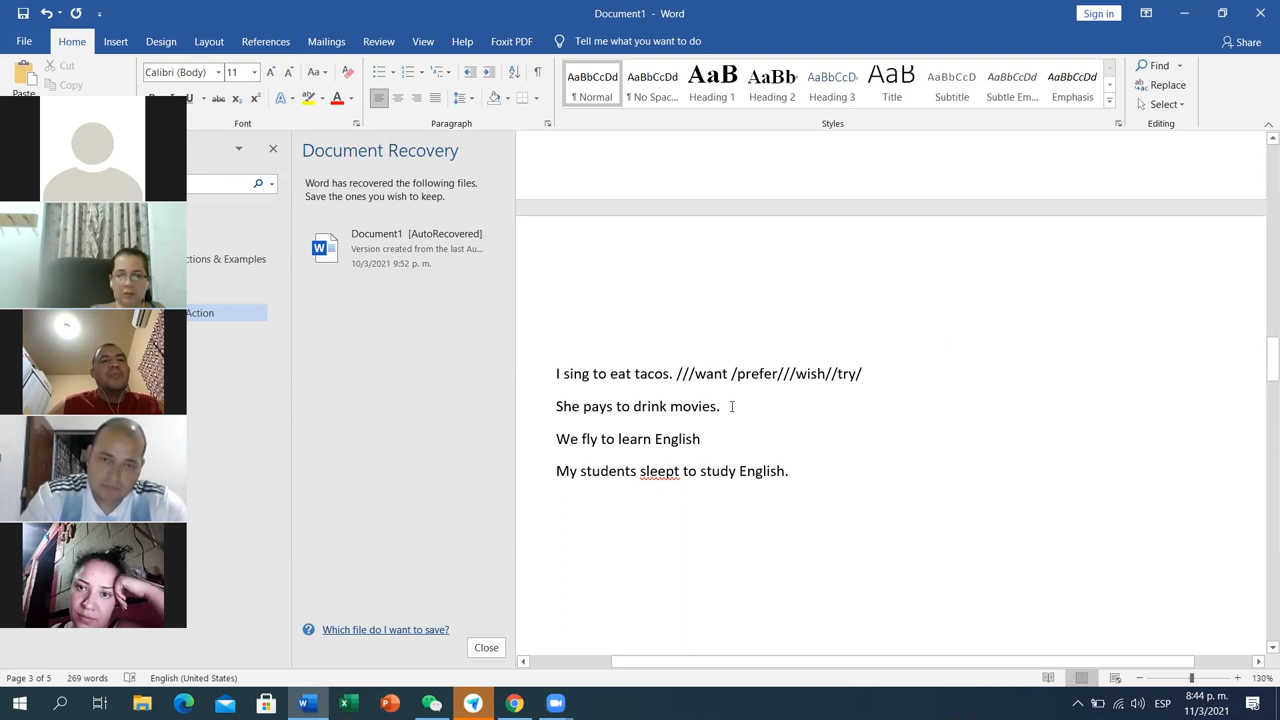 Document1 - Word
Sign in
File Home Insert Design Layout References Mailings Review View Help Foxit PDF Tell me what you want to do Share
Paste Cut Calibri (Body) 11 Aa AaBbCcDd AaBbCcDd AaB AaBb AaBbCcD AaB AaBbCcD AaBbCcDd AaBbCcDd Find
Copy ¶ Normal ¶ No Spac... Heading 1 Heading 2 Heading 3 Title Subtitle Subtle Em... Emphasis Replace
Select
Font Paragraph Styles Editing
Document Recovery
Word has recovered the following files.
Save the ones you wish to keep.
Document1 [AutoRecovered]
Version created from the last Au...
10/3/2021 9:52 p. m.
ctions & Examples
Action
I sing to eat tacos. ///want /prefer///wish//try/
She pays to drink movies.
We fly to learn English
My students sleept to study English.
Which file do I want to save?
Close
Page 3 of 5 269 words English (United States) 130%
ESP 8:44 p. m.
11/3/2021